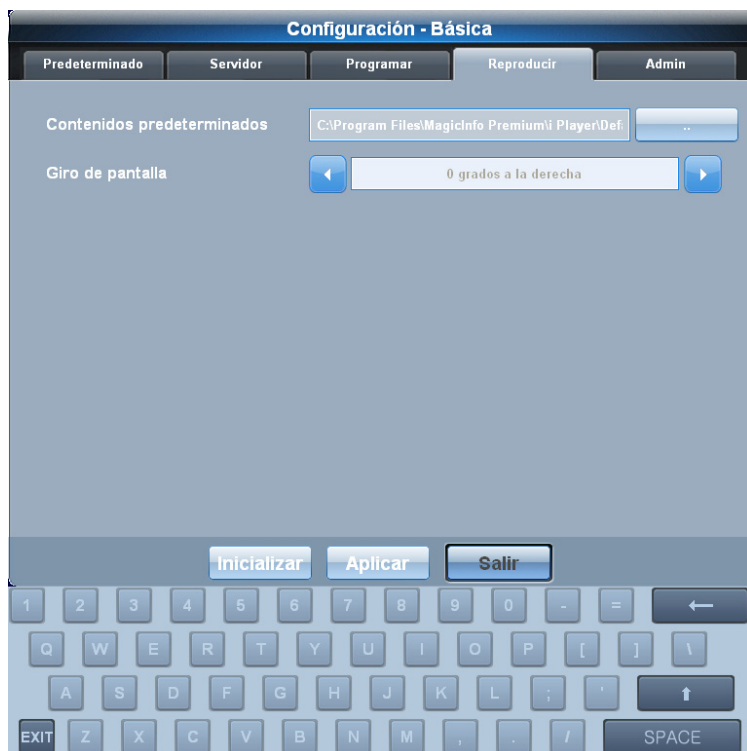 Configuración - Básica
Predeterminado Servidor Programar Reproducir Admin
Contenidos predeterminados C:\Program Files\MagicInfo Premium\i Player\Def ..
Giro de pantalla 0 grados a la derecha
Inicializar Aplicar Salir
1 2 3 4 5 6 7 8 9 0 - = ←
Q W E R T Y U I O P [ ] \
A S D F G H J K L ; '
EXIT Z X C V B N M , . / SPACE